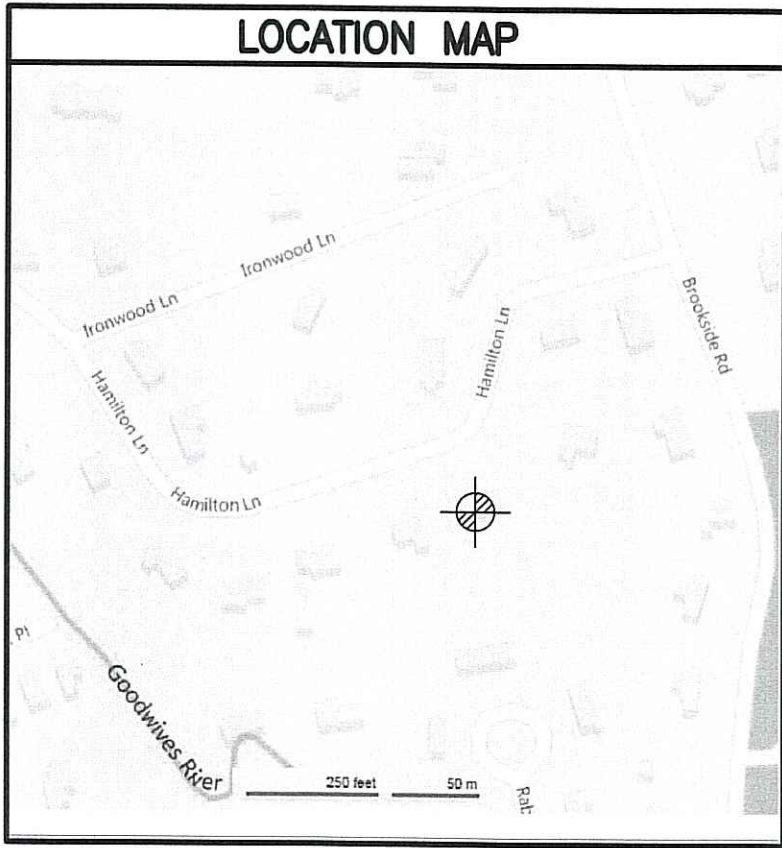 LOCATION MAP
Ironwood Ln
Ironwood Ln
Hamilton Ln
Brookside Rd
Hamilton Ln
Hamilton Ln
Pl
Goodwives River
250 feet
50 m